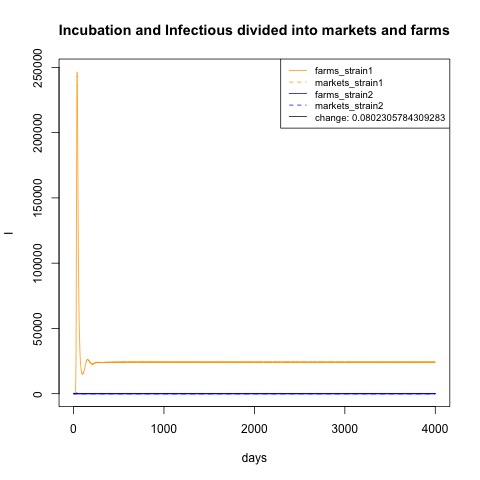 Incubation and Infectious divided into markets and farms
farms_strain1
markets_strain1
farms_strain2
markets_strain2
change: 0.0802305784309283
250000
200000
150000
100000
50000
0
I
0 1000 2000 3000 4000
days